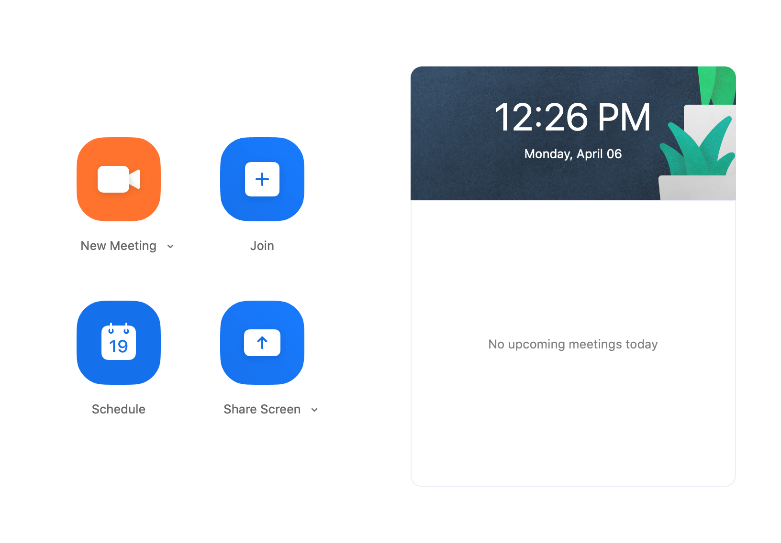 New Meeting
Join
19
Schedule
Share Screen
12:26 PM
Monday, April 06
No upcoming meetings today